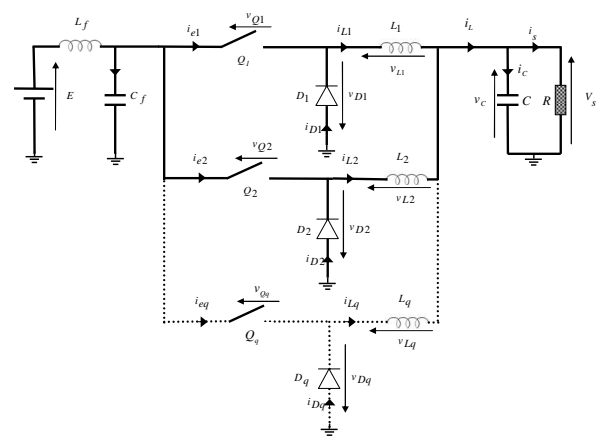 L_f
E
C_f
i_e1
v_Q1
Q_1
i_L1
L_1
v_L1
D_1
v_D1
i_D1
i_L
i_s
i_C
v_C
C
R
V_s
i_e2
v_Q2
Q_2
i_L2
L_2
v_L2
D_2
v_D2
i_D2
i_eq
v_Qq
Q_q
i_Lq
L_q
v_Lq
D_q
v_Dq
i_Dq